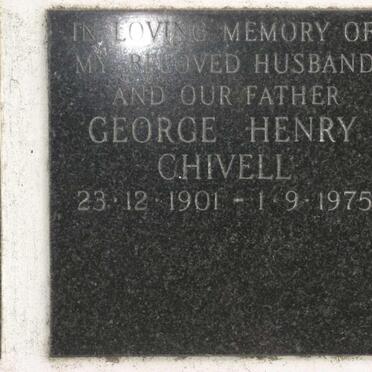 IN LOVING MEMORY OF
MY BELOVED HUSBAND
AND OUR FATHER
GEORGE HENRY
CHIVELL
23·12·1901 - 1·9·1975